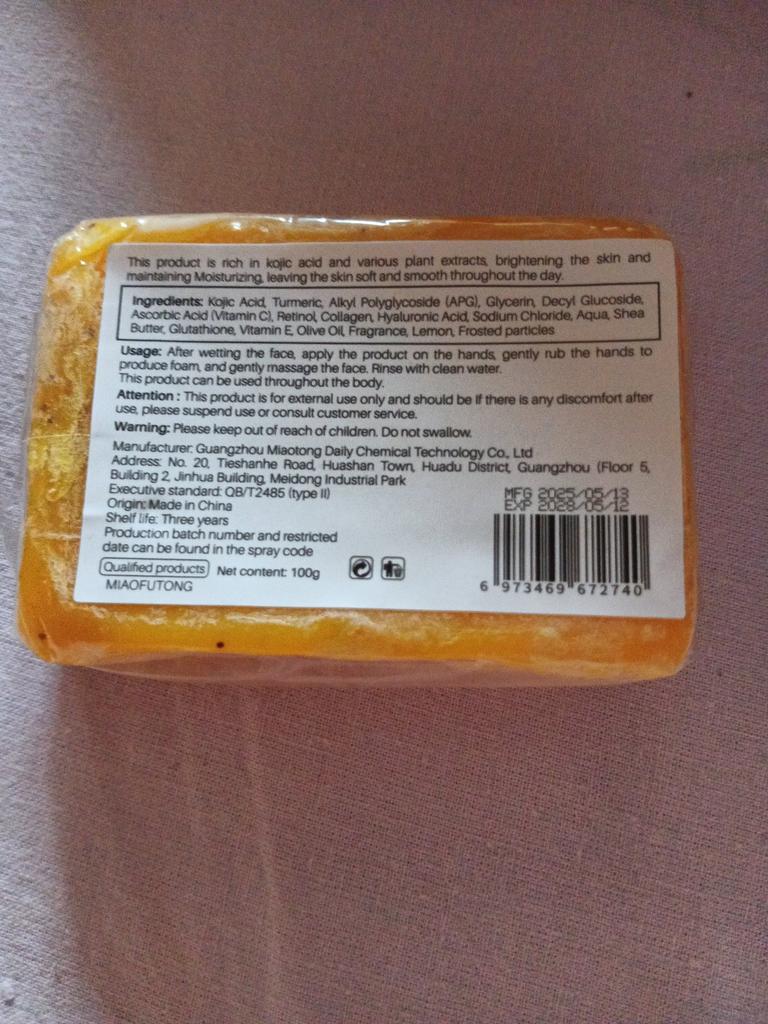 This product is rich in kojic acid and various plant extracts, brightening the skin and
maintaining Moisturizing, leaving the skin soft and smooth throughout the day.
Ingredients: Kojic Acid, Turmeric, Alkyl Polyglycoside (APG), Glycerin, Decyl Glucoside,
Ascorbic Acid (Vitamin C), Retinol, Collagen, Hyaluronic Acid, Sodium Chloride, Aqua, Shea
Butter, Glutathione, Vitamin E, Olive Oil, Fragrance, Lemon, Frosted particles
Usage: After wetting the face, apply the product on the hands, gently rub the hands to
produce foam, and gently massage the face. Rinse with clean water.
This product can be used throughout the body.
Attention : This product is for external use only and should be If there is any discomfort after
use, please suspend use or consult customer service.
Warning: Please keep out of reach of children. Do not swallow.
Manufacturer: Guangzhou Miaotong Daily Chemical Technology Co., Ltd
Address: No. 20, Tieshanhe Road, Huashan Town, Huadu District, Guangzhou (Floor 5,
Building 2, Jinhua Building, Meidong Industrial Park
Executive standard: QB/T2485 (type II)
Origin: Made in China
Shelf life: Three years
Production batch number and restricted
date can be found in the spray code
Qualified products Net content: 100g
MIAOFUTONG
MFG 2025/05/13
EXP 2028/05/12
6 973469 672740